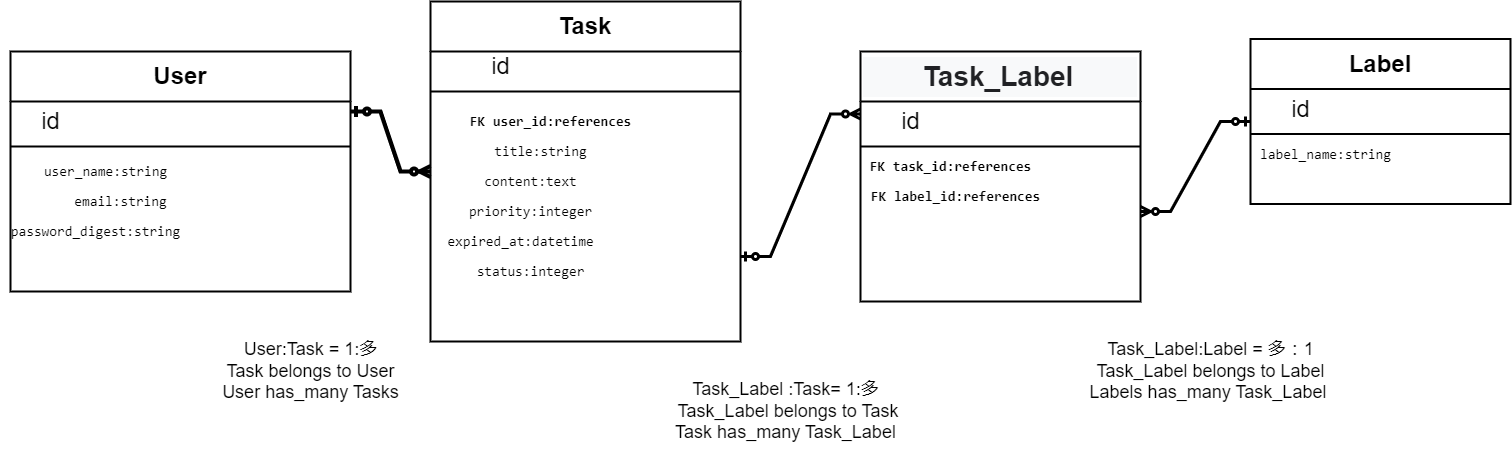 User
id
user_name:string
email:string
password_digest:string
Task
id
FK user_id:references
title:string
content:text
priority:integer
expired_at:datetime
status:integer
Task_Label
id
FK task_id:references
FK label_id:references
Label
id
label_name:string
User:Task = 1:多
Task belongs to User
User has_many Tasks
Task_Label :Task= 1:多
Task_Label belongs to Task
Task has_many Task_Label
Task_Label:Label = 多 : 1
Task_Label belongs to Label
Labels has_many Task_Label